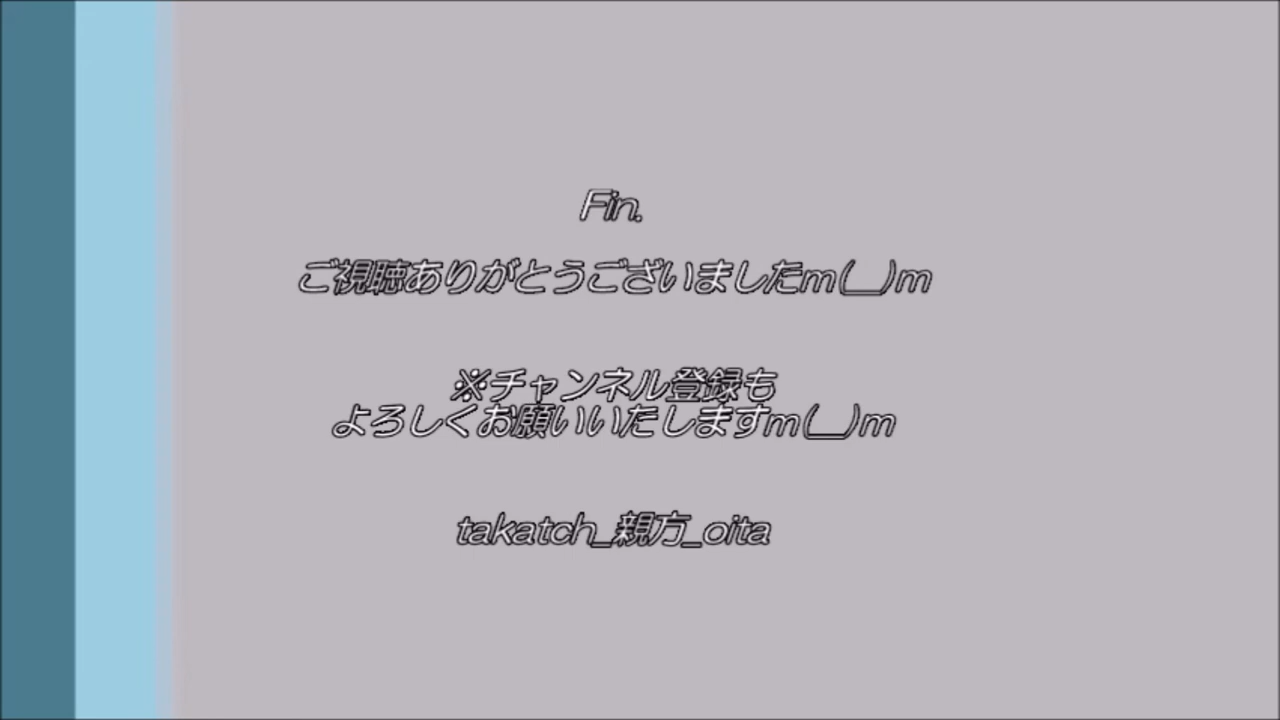 Fin.
ご視聴ありがとうございましたm(__)m
※チャンネル登録も
よろしくお願いいたしますm(__)m
takatch_親方_oita